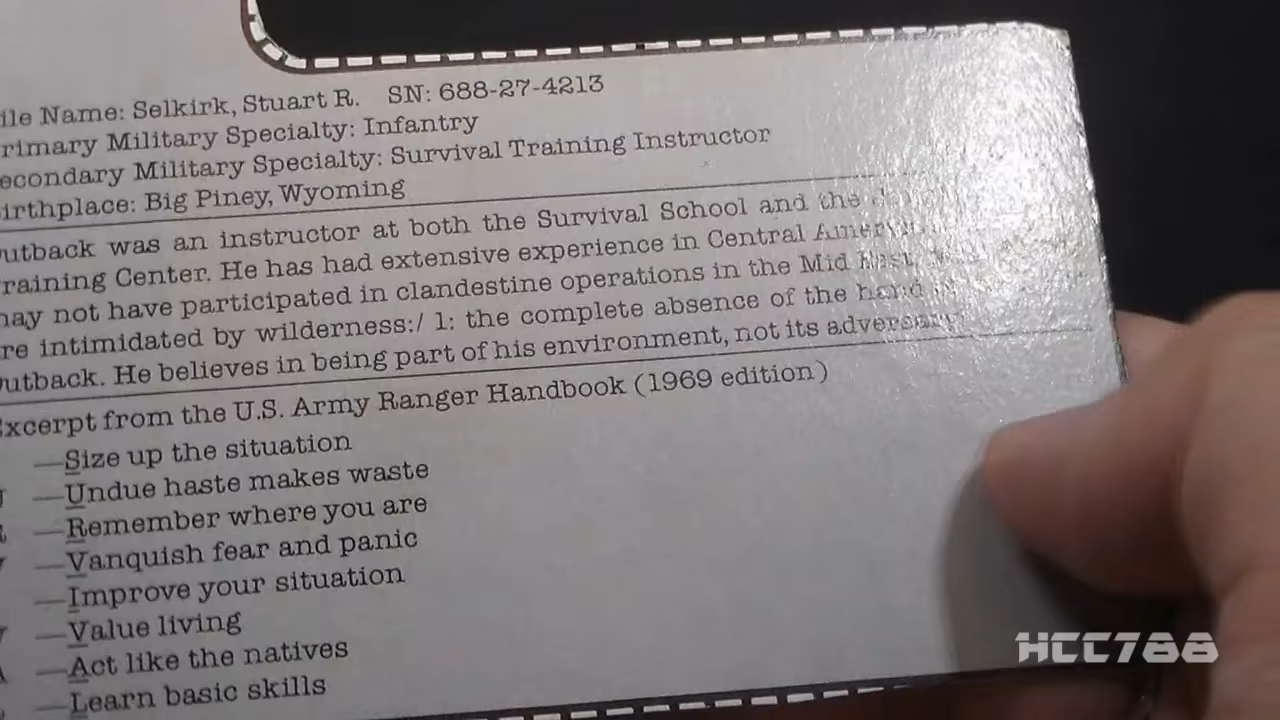 ile Name: Selkirk, Stuart R. SN: 688-27-4213
rimary Military Specialty: Infantry
econdary Military Specialty: Survival Training Instructor
irthplace: Big Piney, Wyoming
utback was an instructor at both the Survival School and the
raining Center. He has had extensive experience in Central
may not have participated in clandestine operations in the Mid East.
re intimidated by wilderness:/ 1: the complete absence of the hand
utback. He believes in being part of his environment, not its adversary
Excerpt from the U.S. Army Ranger Handbook (1969 edition)
—Size up the situation
U —Undue haste makes waste
R —Remember where you are
V —Vanquish fear and panic
—Improve your situation
V —Value living
A —Act like the natives
L —Learn basic skills
HCC788